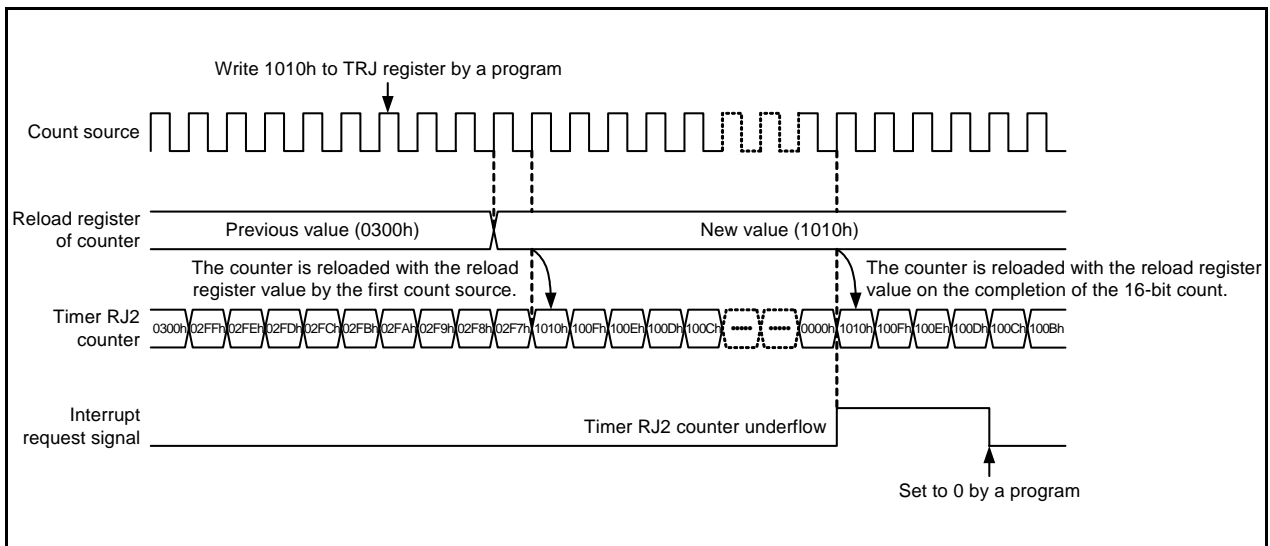 Write 1010h to TRJ register by a program
Count source
Reload register
of counter
Previous value (0300h)
New value (1010h)
The counter is reloaded with the reload
register value by the first count source.
The counter is reloaded with the reload register
value on the completion of the 16-bit count.
Timer RJ2
counter
0300h 02FFh 02FEh 02FDh 02FCh 02FBh 02FAh 02F9h 02F8h 02F7h 1010h 100Fh 100Eh 100Dh 100Ch ..... ..... 0000h 1010h 100Fh 100Eh 100Dh 100Ch 100Bh
Interrupt
request signal
Timer RJ2 counter underflow
Set to 0 by a program